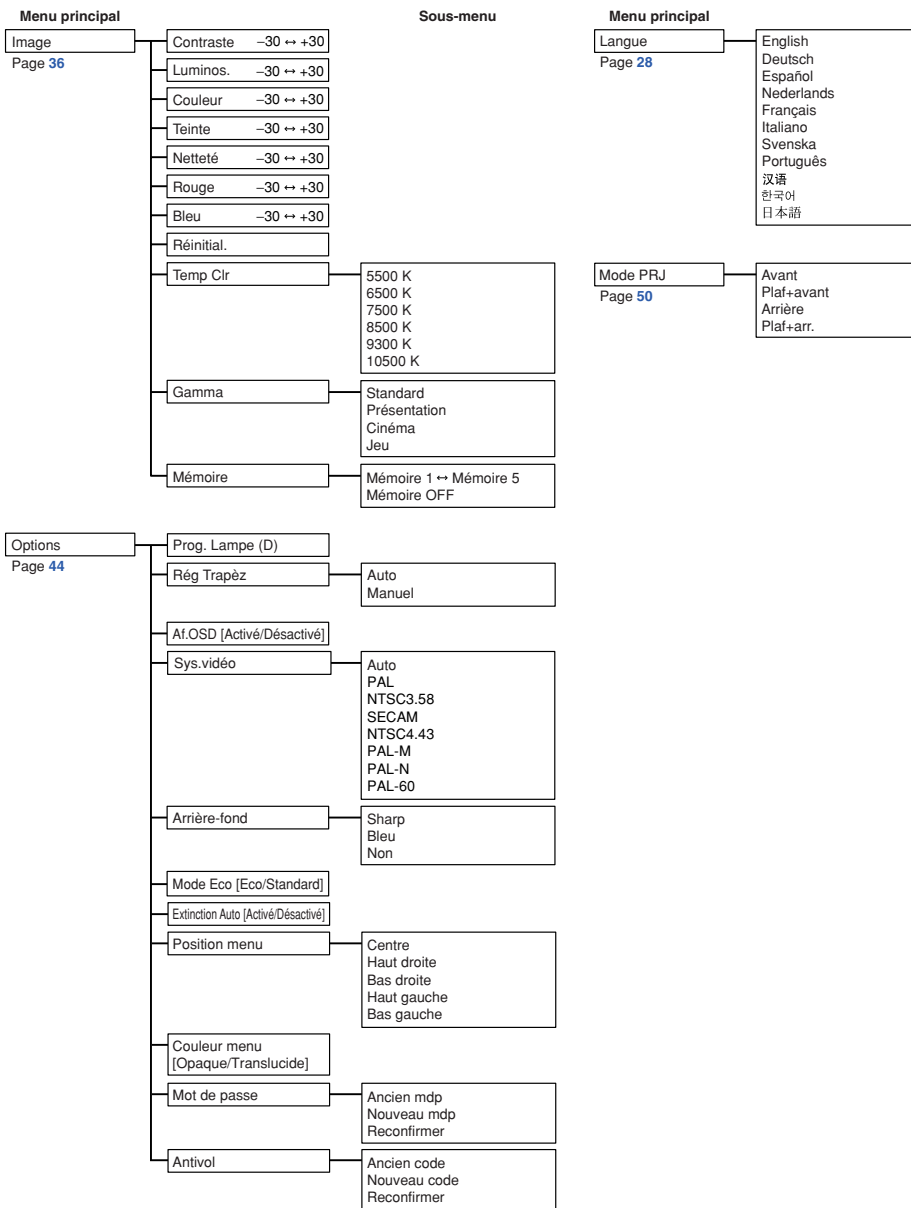 Menu principal
Sous-menu
Menu principal
Image
Page 36
Contraste −30 ↔ +30
Luminos. −30 ↔ +30
Couleur −30 ↔ +30
Teinte −30 ↔ +30
Netteté −30 ↔ +30
Rouge −30 ↔ +30
Bleu −30 ↔ +30
Réinitial.
Temp Clr
5500 K
6500 K
7500 K
8500 K
9300 K
10500 K
Gamma
Standard
Présentation
Cinéma
Jeu
Mémoire
Mémoire 1 ↔ Mémoire 5
Mémoire OFF
Langue
Page 28
English
Deutsch
Español
Nederlands
Français
Italiano
Svenska
Português
汉语
한국어
日本語
Mode PRJ
Page 50
Avant
Plaf+avant
Arrière
Plaf+arr.
Options
Page 44
Prog. Lampe (D)
Rég Trapèz
Auto
Manuel
Af.OSD [Activé/Désactivé]
Sys.vidéo
Auto
PAL
NTSC3.58
SECAM
NTSC4.43
PAL-M
PAL-N
PAL-60
Arrière-fond
Sharp
Bleu
Non
Mode Eco [Eco/Standard]
Extinction Auto [Activé/Désactivé]
Position menu
Centre
Haut droite
Bas droite
Haut gauche
Bas gauche
Couleur menu
[Opaque/Translucide]
Mot de passe
Ancien mdp
Nouveau mdp
Reconfirmer
Antivol
Ancien code
Nouveau code
Reconfirmer